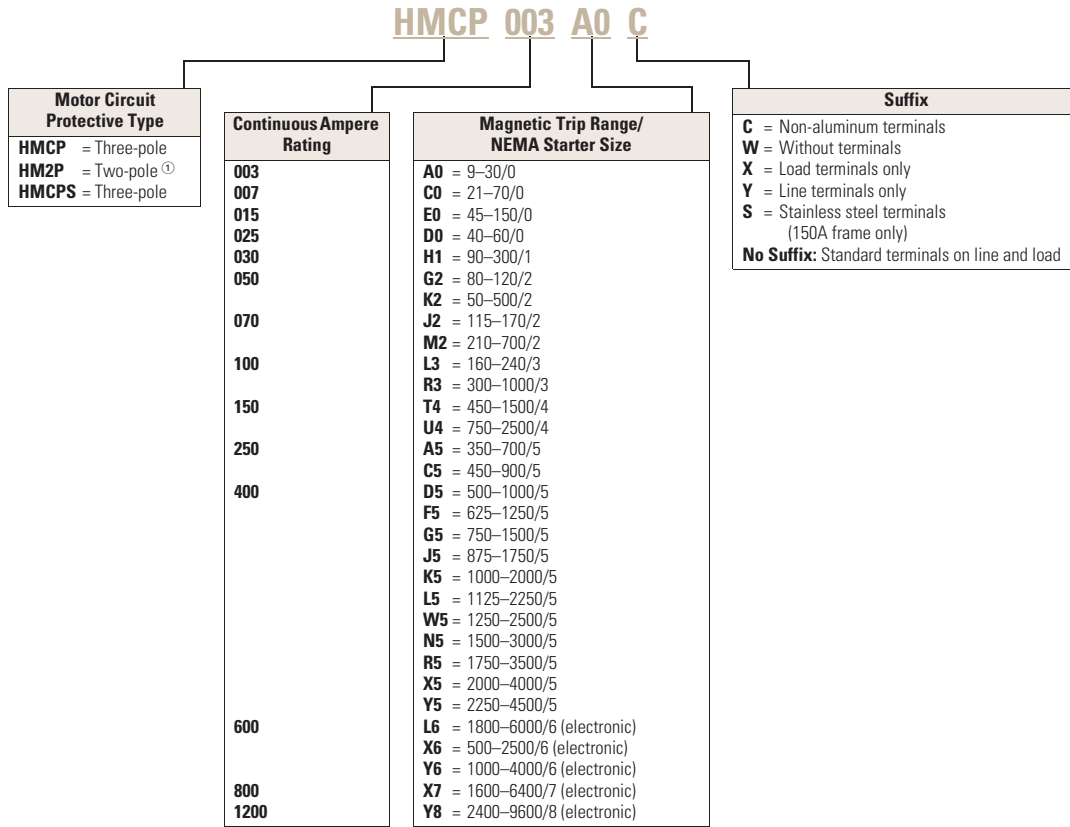 HMCP 003 A0 C
Motor Circuit
Protective Type
HMCP = Three-pole
HM2P = Two-pole ①
HMCPS = Three-pole
Continuous Ampere
Rating
003
007
015
025
030
050
070
100
150
250
400
600
800
1200
Magnetic Trip Range/
NEMA Starter Size
A0 = 9–30/0
C0 = 21–70/0
E0 = 45–150/0
D0 = 40–60/0
H1 = 90–300/1
G2 = 80–120/2
K2 = 50–500/2
J2 = 115–170/2
M2 = 210–700/2
L3 = 160–240/3
R3 = 300–1000/3
T4 = 450–1500/4
U4 = 750–2500/4
A5 = 350–700/5
C5 = 450–900/5
D5 = 500–1000/5
F5 = 625–1250/5
G5 = 750–1500/5
J5 = 875–1750/5
K5 = 1000–2000/5
L5 = 1125–2250/5
W5 = 1250–2500/5
N5 = 1500–3000/5
R5 = 1750–3500/5
X5 = 2000–4000/5
Y5 = 2250–4500/5
L6 = 1800–6000/6 (electronic)
X6 = 500–2500/6 (electronic)
Y6 = 1000–4000/6 (electronic)
X7 = 1600–6400/7 (electronic)
Y8 = 2400–9600/8 (electronic)
Suffix
C = Non-aluminum terminals
W = Without terminals
X = Load terminals only
Y = Line terminals only
S = Stainless steel terminals
(150A frame only)
No Suffix: Standard terminals on line and load